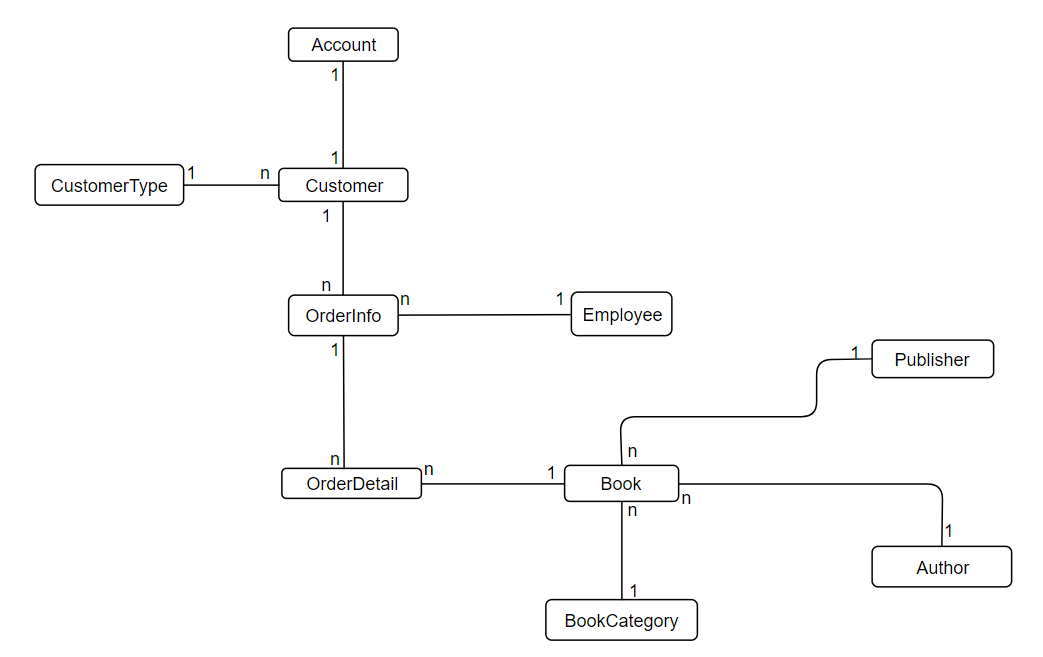 Account
1
1
CustomerType
1
n
Customer
1
n
OrderInfo
n
1
Employee
1
1
Publisher
n
n
OrderDetail
n
1
Book
n
n
1
Author
1
BookCategory